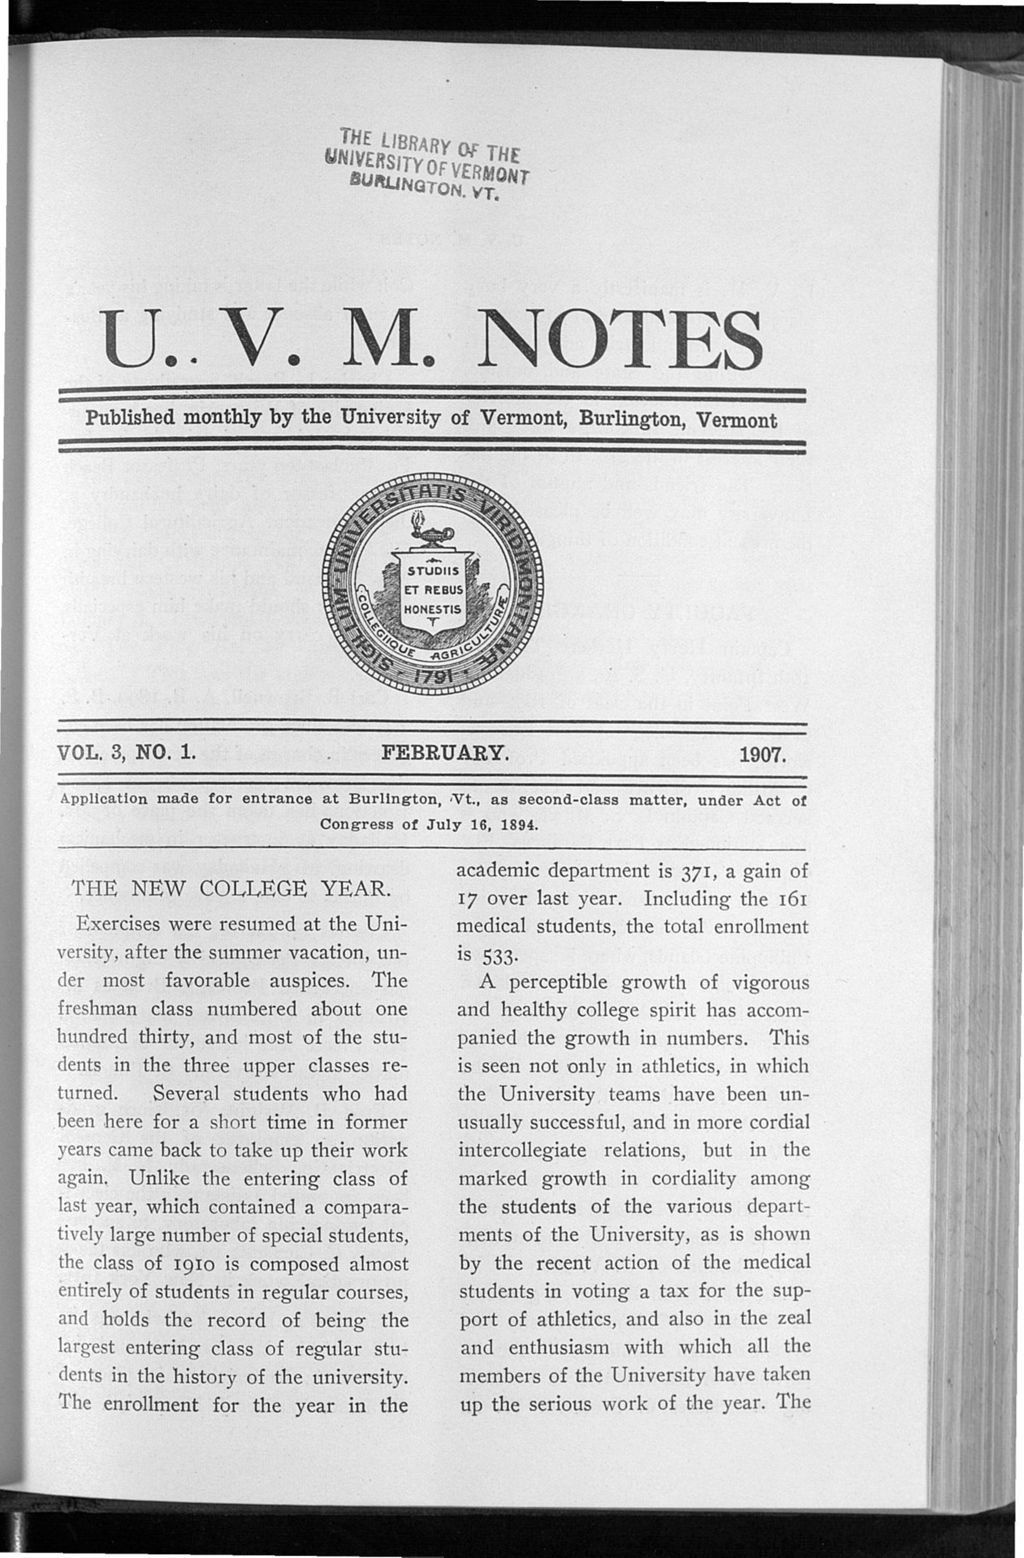 THE LIBRARY OF THE
UNIVERSITY OF VERMONT
BURLINGTON. VT.
U.. V. M. NOTES
Published monthly by the University of Vermont, Burlington, Vermont
SIGILLUM · UNIVERSITATIS · VIRIDIMONTANÆ ·
COLLEGIIQUE AGRICULTURÆ
STUDIIS
ET REBUS
HONESTIS
· 1791 ·
VOL. 3, NO. 1. FEBRUARY. 1907.
Application made for entrance at Burlington, Vt., as second-class matter, under Act of
Congress of July 16, 1894.
THE NEW COLLEGE YEAR.
Exercises were resumed at the Uni-
versity, after the summer vacation, un-
der most favorable auspices. The
freshman class numbered about one
hundred thirty, and most of the stu-
dents in the three upper classes re-
turned. Several students who had
been here for a short time in former
years came back to take up their work
again. Unlike the entering class of
last year, which contained a compara-
tively large number of special students,
the class of 1910 is composed almost
entirely of students in regular courses,
and holds the record of being the
largest entering class of regular stu-
dents in the history of the university.
The enrollment for the year in the
academic department is 371, a gain of
17 over last year. Including the 161
medical students, the total enrollment
is 533.
A perceptible growth of vigorous
and healthy college spirit has accom-
panied the growth in numbers. This
is seen not only in athletics, in which
the University teams have been un-
usually successful, and in more cordial
intercollegiate relations, but in the
marked growth in cordiality among
the students of the various depart-
ments of the University, as is shown
by the recent action of the medical
students in voting a tax for the sup-
port of athletics, and also in the zeal
and enthusiasm with which all the
members of the University have taken
up the serious work of the year. The